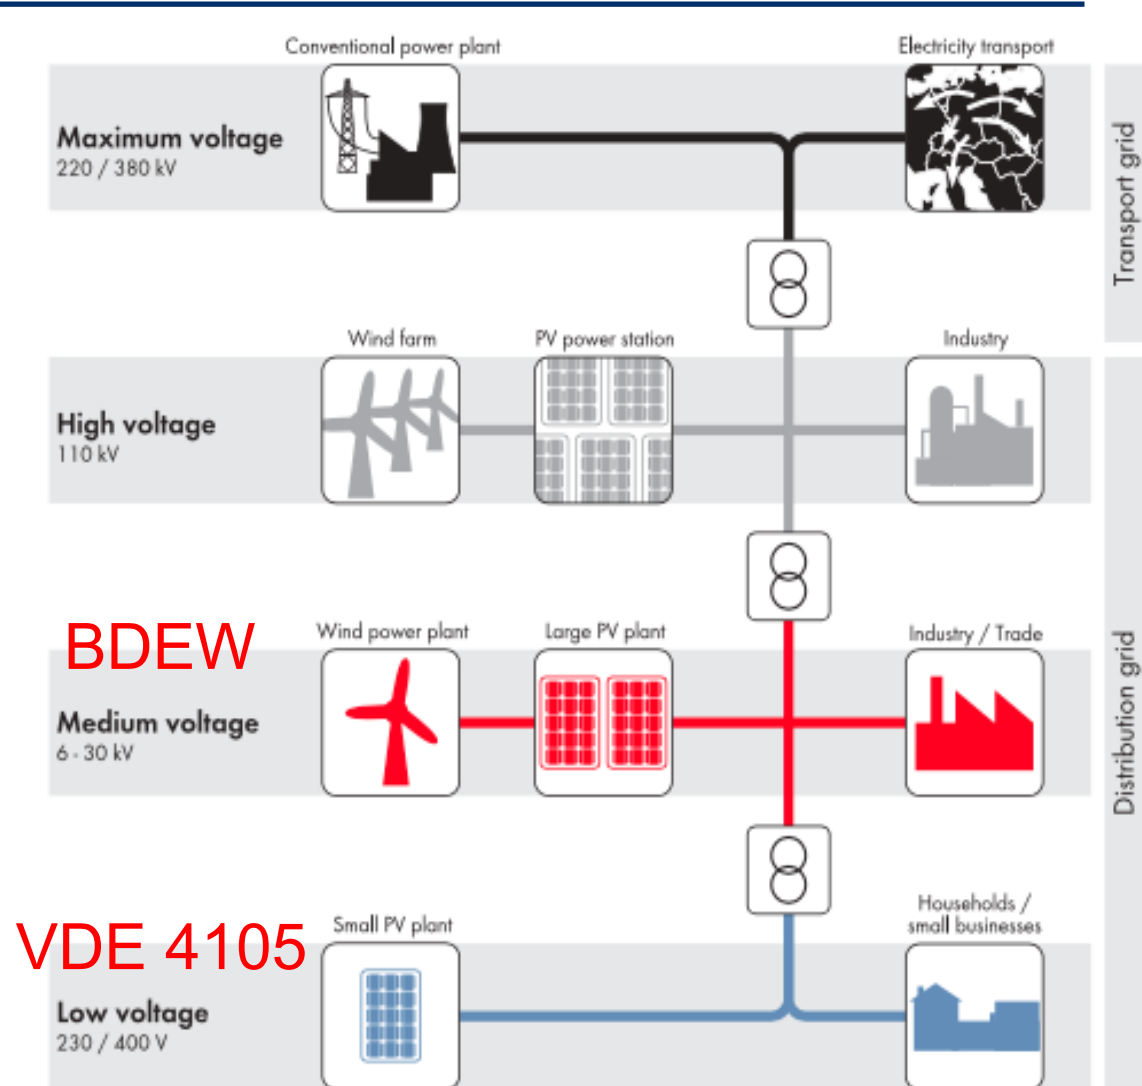 Conventional power plant
Electricity transport
Maximum voltage
220 / 380 kV
Transport grid
Wind farm
PV power station
Industry
High voltage
110 kV
BDEW
Wind power plant
Large PV plant
Industry / Trade
Medium voltage
6 - 30 kV
Distribution grid
VDE 4105
Small PV plant
Households /
small businesses
Low voltage
230 / 400 V